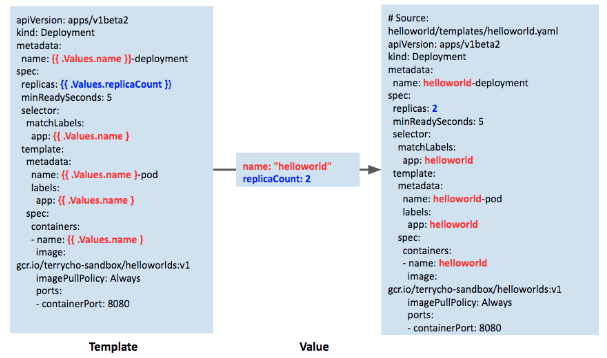 apiVersion: apps/v1beta2
kind: Deployment
metadata:
name: {{ .Values.name }}-deployment
spec:
replicas: {{ .Values.replicaCount }}
minReadySeconds: 5
selector:
matchLabels:
app: {{ .Values.name }
template:
metadata:
name: {{ .Values.name }-pod
labels:
app: {{ .Values.name }
spec:
containers:
- name: {{ .Values.name }
image:
gcr.io/terrycho-sandbox/helloworlds:v1
imagePullPolicy: Always
ports:
- containerPort: 8080
Template
name: "helloworld"
replicaCount: 2
Value
# Source:
helloworld/templates/helloworld.yaml
apiVersion: apps/v1beta2
kind: Deployment
metadata:
name: helloworld-deployment
spec:
replicas: 2
minReadySeconds: 5
selector:
matchLabels:
app: helloworld
template:
metadata:
name: helloworld-pod
labels:
app: helloworld
spec:
containers:
- name: helloworld
image:
gcr.io/terrycho-sandbox/helloworlds:v1
imagePullPolicy: Always
ports:
- containerPort: 8080